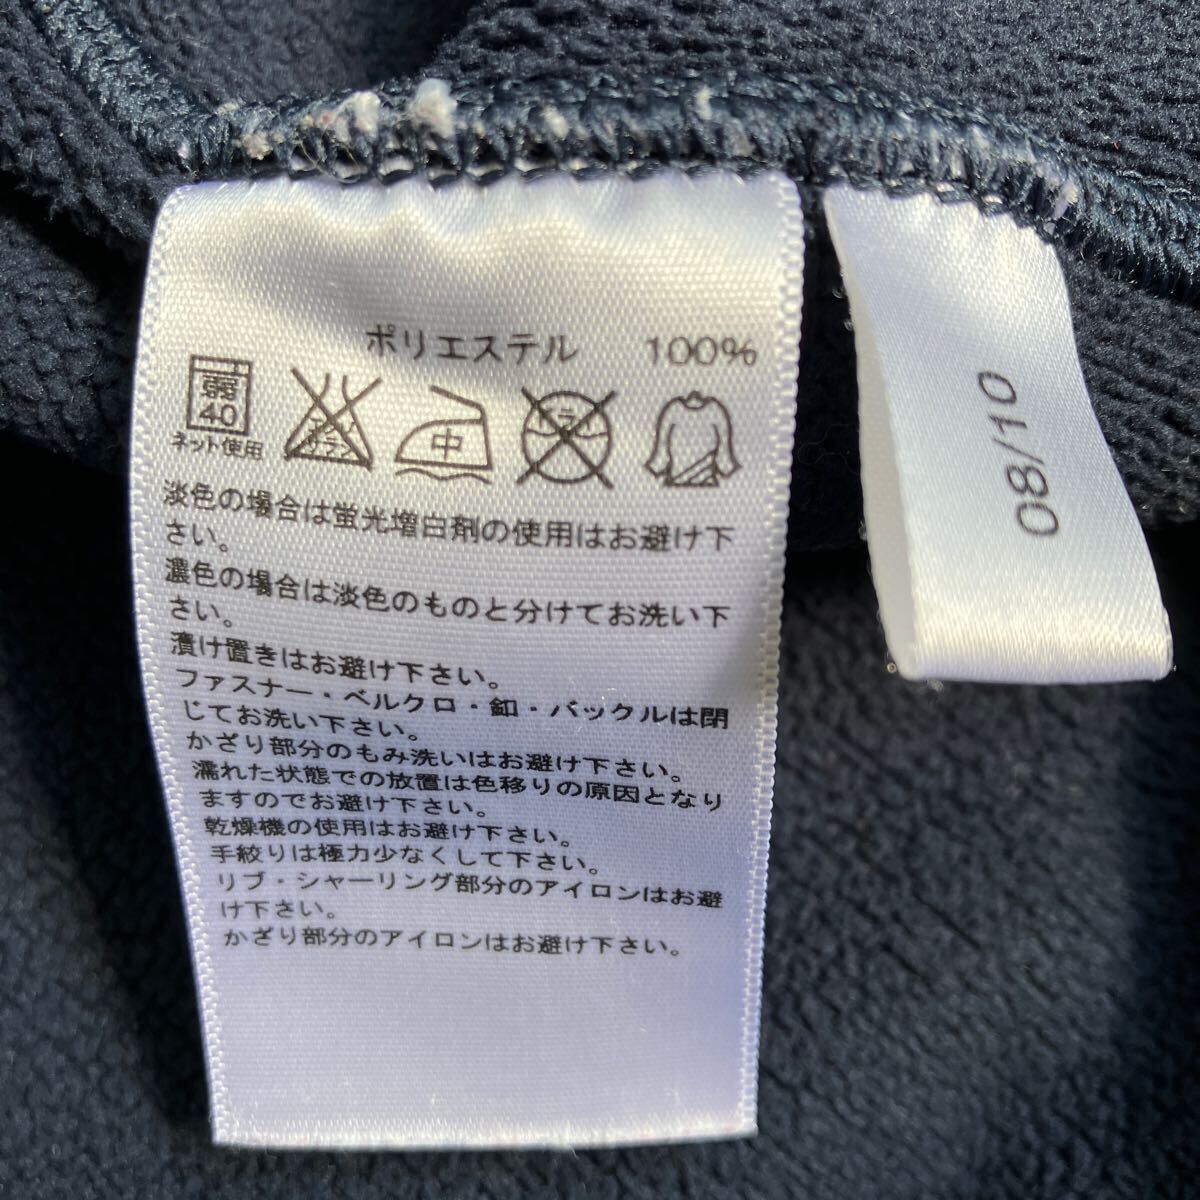 ポリエステル 100%
弱
40
ネット使用
エンソ
サラシ
中
ドライ
淡色の場合は蛍光増白剤の使用はお避け下
さい。
濃色の場合は淡色のものと分けてお洗い下
さい。
漬け置きはお避け下さい。
ファスナー・ベルクロ・釦・バックルは閉
じてお洗い下さい。
かざり部分のもみ洗いはお避け下さい。
濡れた状態での放置は色移りの原因となり
ますのでお避け下さい。
乾燥機の使用はお避け下さい。
手絞りは極力少なくして下さい。
リブ・シャーリング部分のアイロンはお避
け下さい。
かざり部分のアイロンはお避け下さい。
08/10